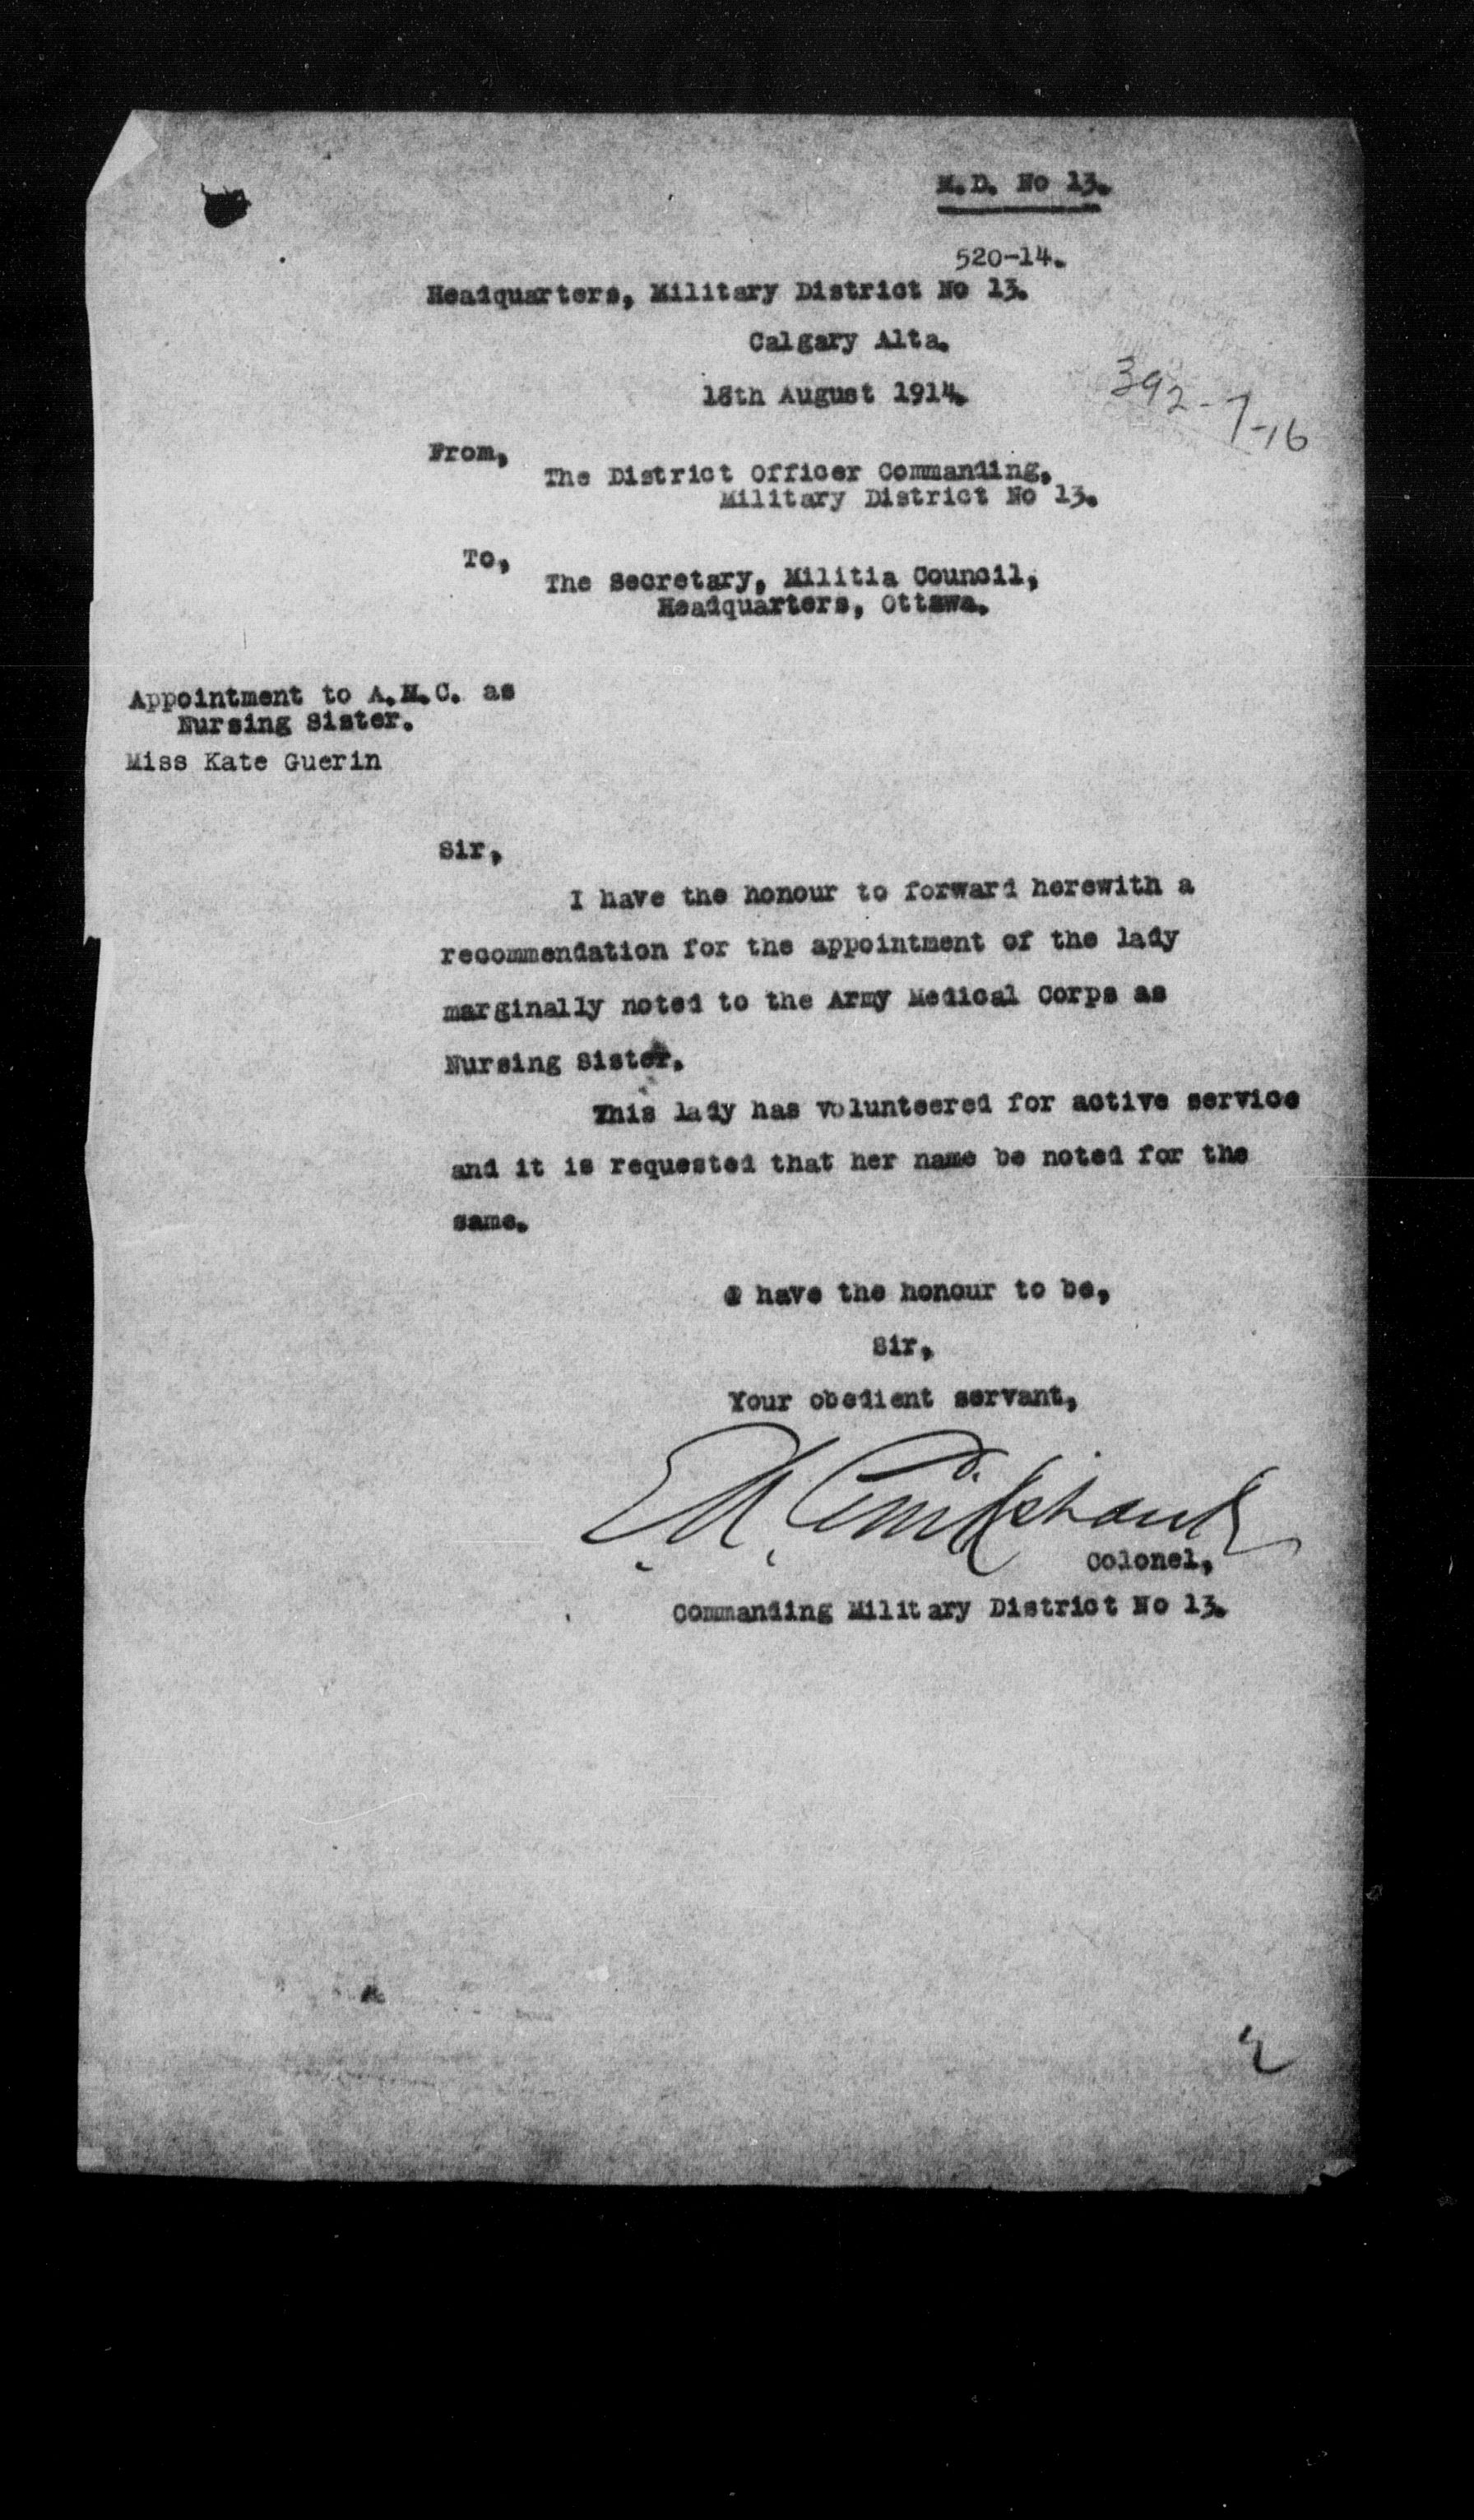 M.D. No 13.
520-14.
Headquarters, Military District No 13.
Calgary Alta.
18th August 1914.
392-7-16
From,
The District Officer Commanding,
Military District No 13.
To,
The Secretary, Militia Council,
Headquarters, Ottawa.
Appointment to A.M.C. as
Nursing Sister.
Miss Kate Guerin
Sir,
I have the honour to forward herewith a
recommendation for the appointment of the lady
marginally noted to the Army Medical Corps as
Nursing Sister.
This lady has volunteered for active service
and it is requested that her name be noted for the
same.
I have the honour to be,
Sir,
Your obedient servant,
E.A. Cruikshank
Colonel,
Commanding Military District No 13.
2